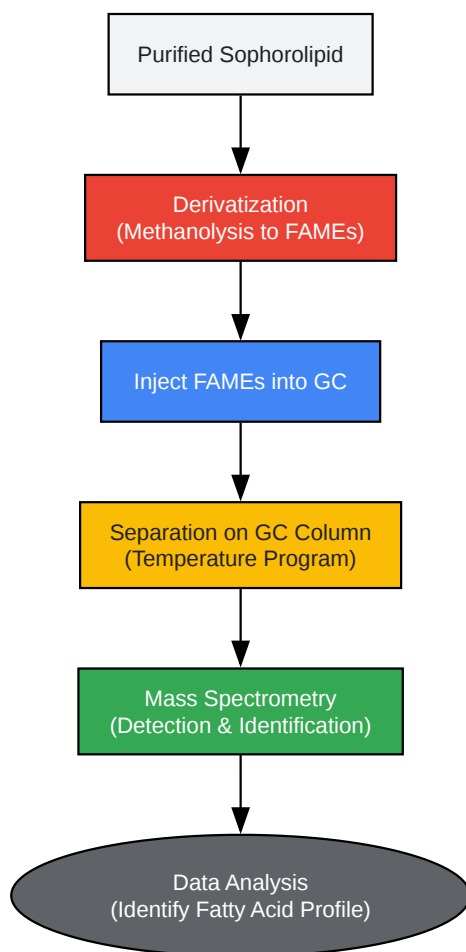 Purified Sophorolipid
Derivatization
(Methanolysis to FAMEs)
Inject FAMEs into GC
Separation on GC Column
(Temperature Program)
Mass Spectrometry
(Detection & Identification)
Data Analysis
(Identify Fatty Acid Profile)